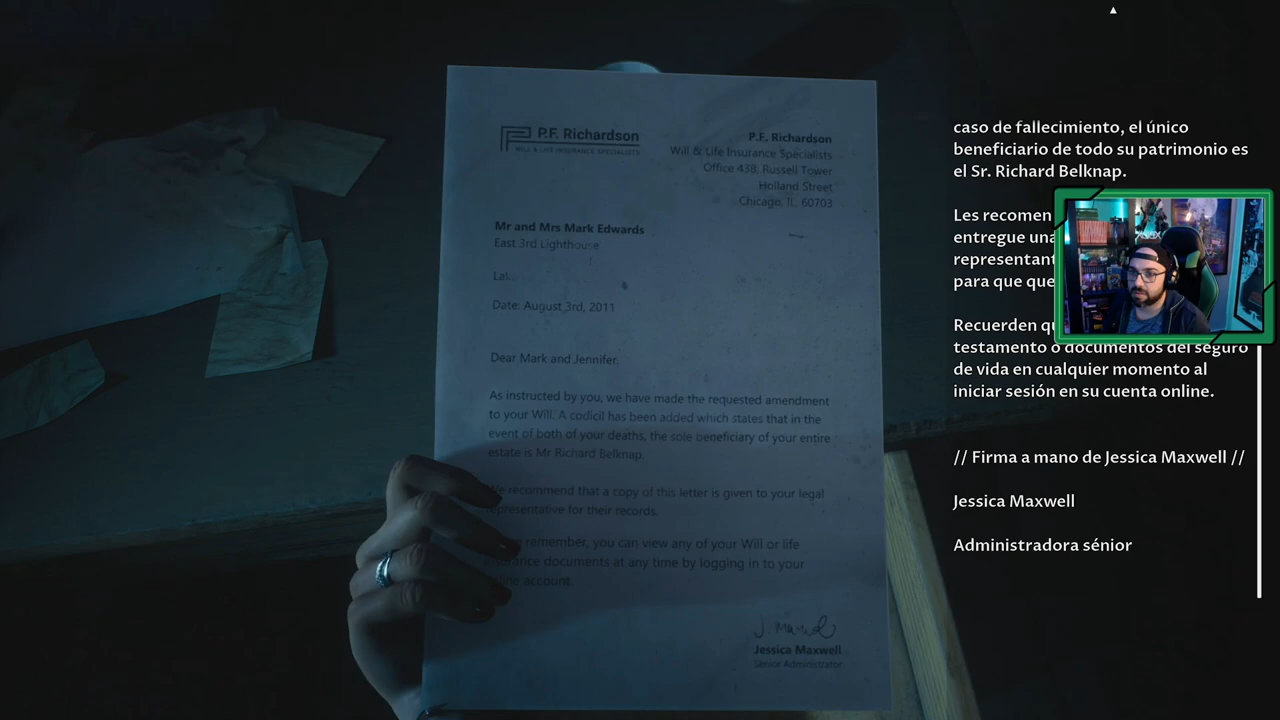 P.F. Richardson
WILL & LIFE INSURANCE SPECIALISTS
P.F. Richardson
Will & Life Insurance Specialists
Office 438, Russell Tower
Holland Street
Chicago, IL, 60703
Mr and Mrs Mark Edwards
East 3rd Lighthouse
Date: August 3rd, 2011
Dear Mark and Jennifer,
As instructed by you, we have made the requested amendment
to your Will. A codicil has been added which states that in the
event of both of your deaths, the sole beneficiary of your entire
estate is Mr Richard Belknap.
We recommend that a copy of this letter is given to your legal
representative for their records.
remember, you can view any of your Will or life
insurance documents at any time by logging in to your
online account.
J. Maxwell
Jessica Maxwell
Senior Administrator
caso de fallecimiento, el único
beneficiario de todo su patrimonio es
el Sr. Richard Belknap.
Les recomen
entregue una
representant
para que que
Recuerden qu
testamento o documentos del seguro
de vida en cualquier momento al
iniciar sesión en su cuenta online.
// Firma a mano de Jessica Maxwell //
Jessica Maxwell
Administradora sénior